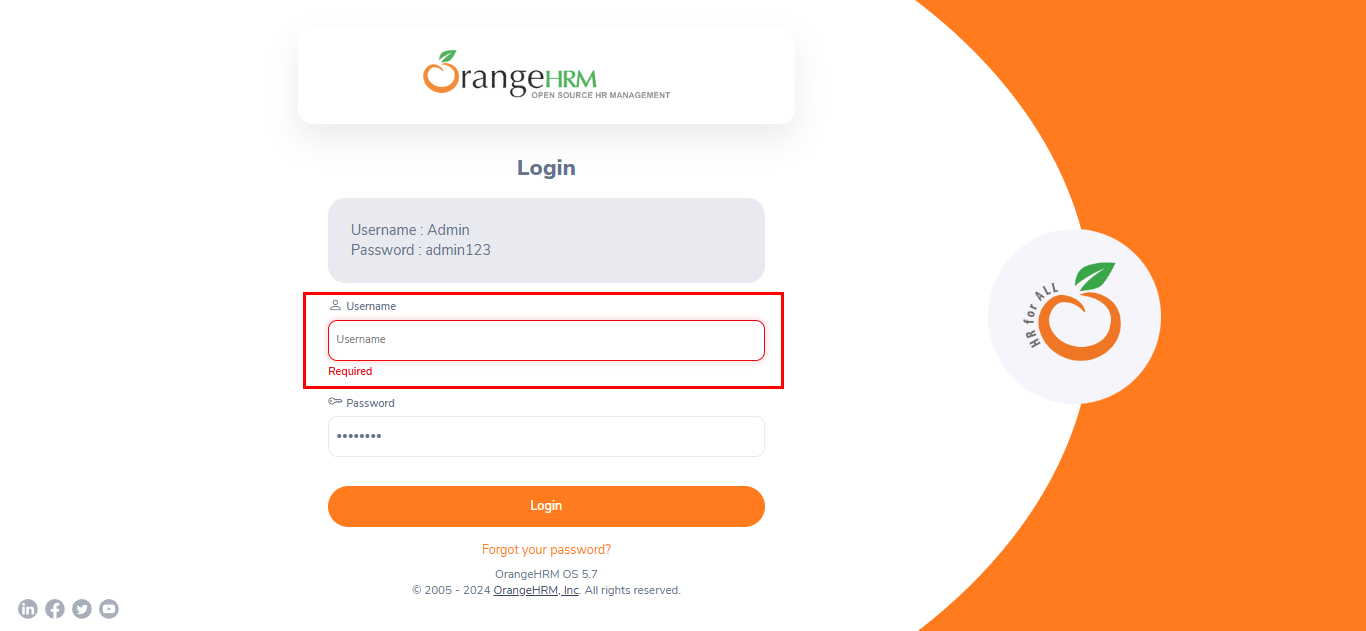 OrangeHRM
OPEN SOURCE HR MANAGEMENT
Login
Username : Admin
Password : admin123
Username
Username
Required
Password
••••••••
Login
Forgot your password?
OrangeHRM OS 5.7
© 2005 - 2024 OrangeHRM, Inc. All rights reserved.
HR for ALL